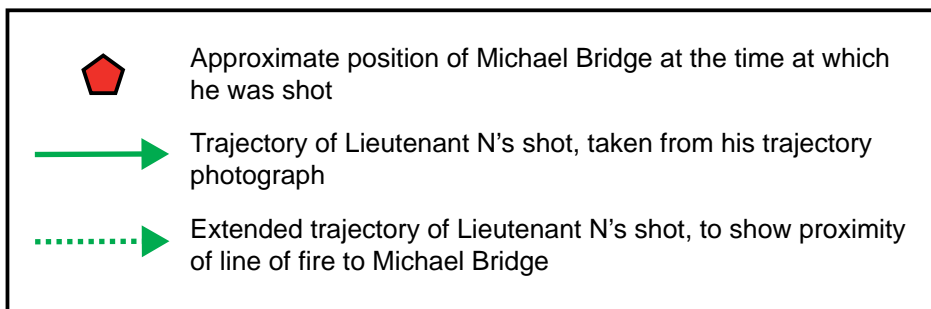 Approximate position of Michael Bridge at the time at which
he was shot
Trajectory of Lieutenant N's shot, taken from his trajectory
photograph
Extended trajectory of Lieutenant N's shot, to show proximity
of line of fire to Michael Bridge